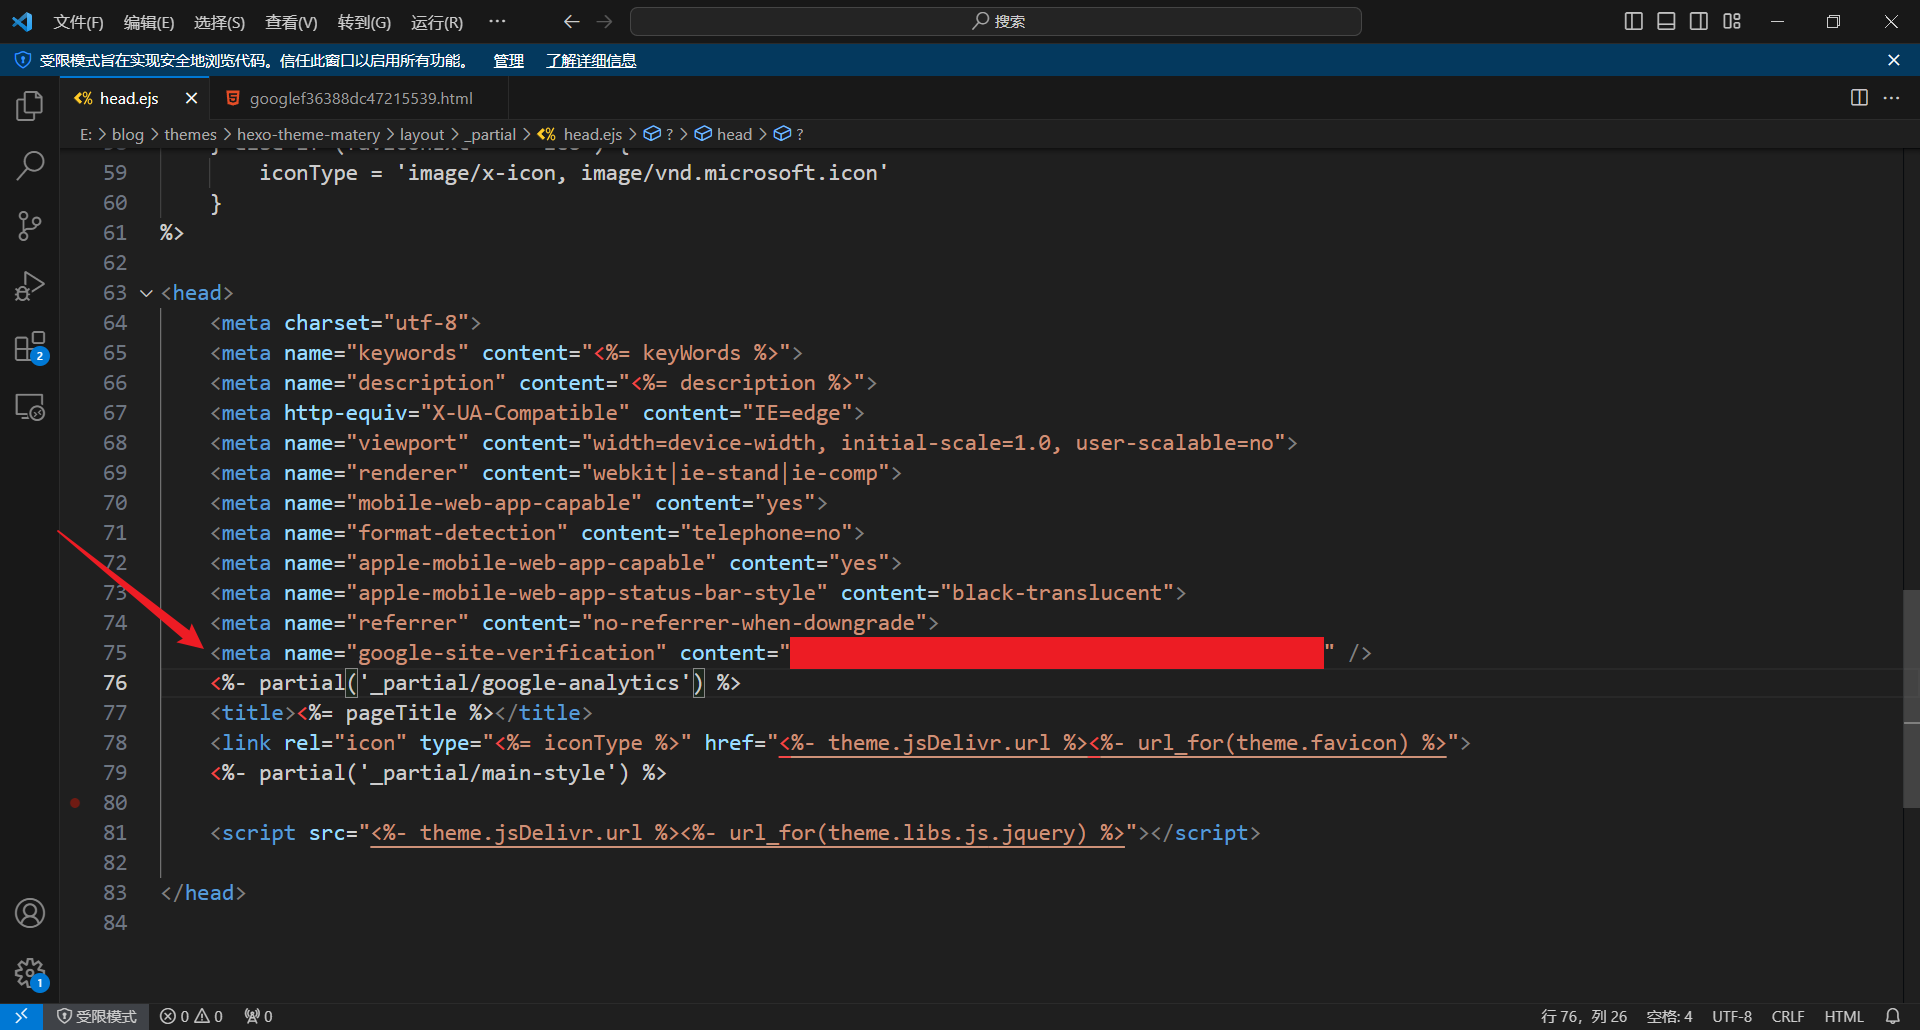 文件(F) 编辑(E) 选择(S) 查看(V) 转到(G) 运行(R) ··· 搜索
受限模式旨在实现安全地浏览代码。信任此窗口以启用所有功能。 管理 了解详细信息
head.ejs googlef36388dc47215539.html
E: > blog > themes > hexo-theme-matery > layout > _partial > head.ejs > ? > head > ?
59 iconType = 'image/x-icon, image/vnd.microsoft.icon'
60 }
61 %>
62
63 <head>
64 <meta charset="utf-8">
65 <meta name="keywords" content="<%= keyWords %>">
66 <meta name="description" content="<%= description %>">
67 <meta http-equiv="X-UA-Compatible" content="IE=edge">
68 <meta name="viewport" content="width=device-width, initial-scale=1.0, user-scalable=no">
69 <meta name="renderer" content="webkit|ie-stand|ie-comp">
70 <meta name="mobile-web-app-capable" content="yes">
71 <meta name="format-detection" content="telephone=no">
72 <meta name="apple-mobile-web-app-capable" content="yes">
73 <meta name="apple-mobile-web-app-status-bar-style" content="black-translucent">
74 <meta name="referrer" content="no-referrer-when-downgrade">
75 <meta name="google-site-verification" content="" />
76 <%- partial('_partial/google-analytics') %>
77 <title><%= pageTitle %></title>
78 <link rel="icon" type="<%= iconType %>" href="<%- theme.jsDelivr.url %><%- url_for(theme.favicon) %>">
79 <%- partial('_partial/main-style') %>
80
81 <script src="<%- theme.jsDelivr.url %><%- url_for(theme.libs.js.jquery) %>"></script>
82
83 </head>
84
2
1
受限模式 0 0 0 行 76，列 26 空格: 4 UTF-8 CRLF HTML